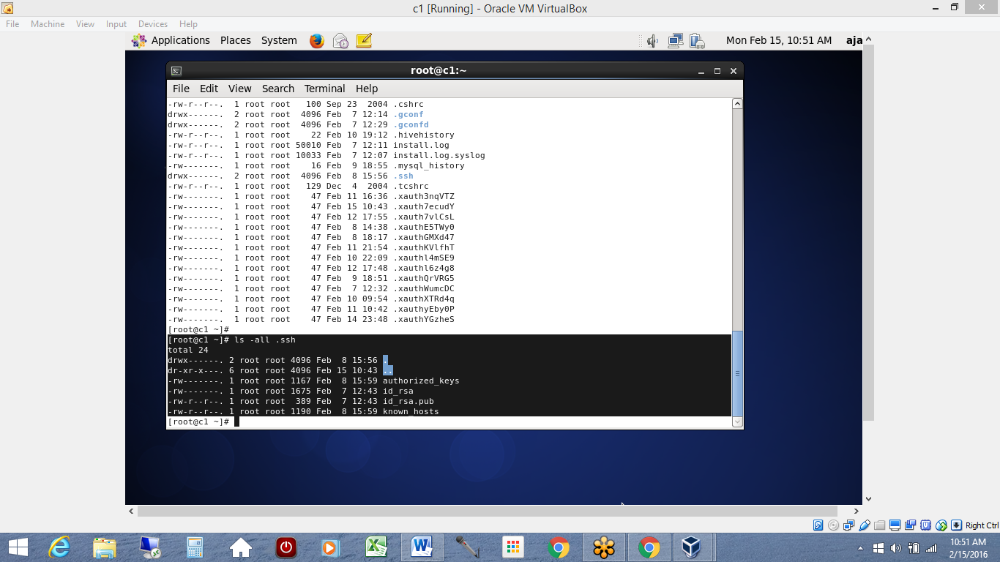 c1 [Running] - Oracle VM VirtualBox
File Machine View Input Devices Help
Applications Places System Mon Feb 15, 10:51 AM aja
root@c1:~
File Edit View Search Terminal Help
-rw-r--r--.  1 root root   100 Sep 23  2004 .cshrc
drwx------.  2 root root  4096 Feb  7 12:14 .gconf
drwx------.  2 root root  4096 Feb  7 12:29 .gconfd
-rw-r--r--.  1 root root    22 Feb 10 19:12 .hivehistory
-rw-r--r--.  1 root root 50010 Feb  7 12:11 install.log
-rw-r--r--.  1 root root 10033 Feb  7 12:07 install.log.syslog
-rw-------.  1 root root    16 Feb  9 18:55 .mysql_history
drwx------.  2 root root  4096 Feb  8 15:56 .ssh
-rw-r--r--.  1 root root   129 Dec  4  2004 .tcshrc
-rw-------.  1 root root    47 Feb 11 16:36 .xauth3nqVTZ
-rw-------.  1 root root    47 Feb 15 10:43 .xauth7ecudY
-rw-------.  1 root root    47 Feb 12 17:55 .xauth7vlCsL
-rw-------.  1 root root    47 Feb  8 14:38 .xauthE5TWy0
-rw-------.  1 root root    47 Feb  8 18:17 .xauthGMXd47
-rw-------.  1 root root    47 Feb 11 21:54 .xauthKVlfhT
-rw-------.  1 root root    47 Feb 10 22:09 .xauthl4mSE9
-rw-------.  1 root root    47 Feb 12 17:48 .xauthl6z4g8
-rw-------.  1 root root    47 Feb  9 18:51 .xauthQrVRG5
-rw-------.  1 root root    47 Feb  7 12:32 .xauthWumcDC
-rw-------.  1 root root    47 Feb 10 09:54 .xauthXTRd4q
-rw-------.  1 root root    47 Feb 11 10:42 .xauthyEby0P
-rw-------.  1 root root    47 Feb 14 23:48 .xauthYGzheS
[root@c1 ~]#
[root@c1 ~]# ls -all .ssh
total 24
drwx------. 2 root root 4096 Feb  8 15:56 .
dr-xr-x---. 6 root root 4096 Feb 15 10:43 ..
-rw-------. 1 root root 1167 Feb  8 15:59 authorized_keys
-rw-------. 1 root root 1675 Feb  7 12:43 id_rsa
-rw-r--r--. 1 root root  389 Feb  7 12:43 id_rsa.pub
-rw-r--r--. 1 root root 1190 Feb  8 15:59 known_hosts
[root@c1 ~]#
Right Ctrl
10:51 AM
2/15/2016